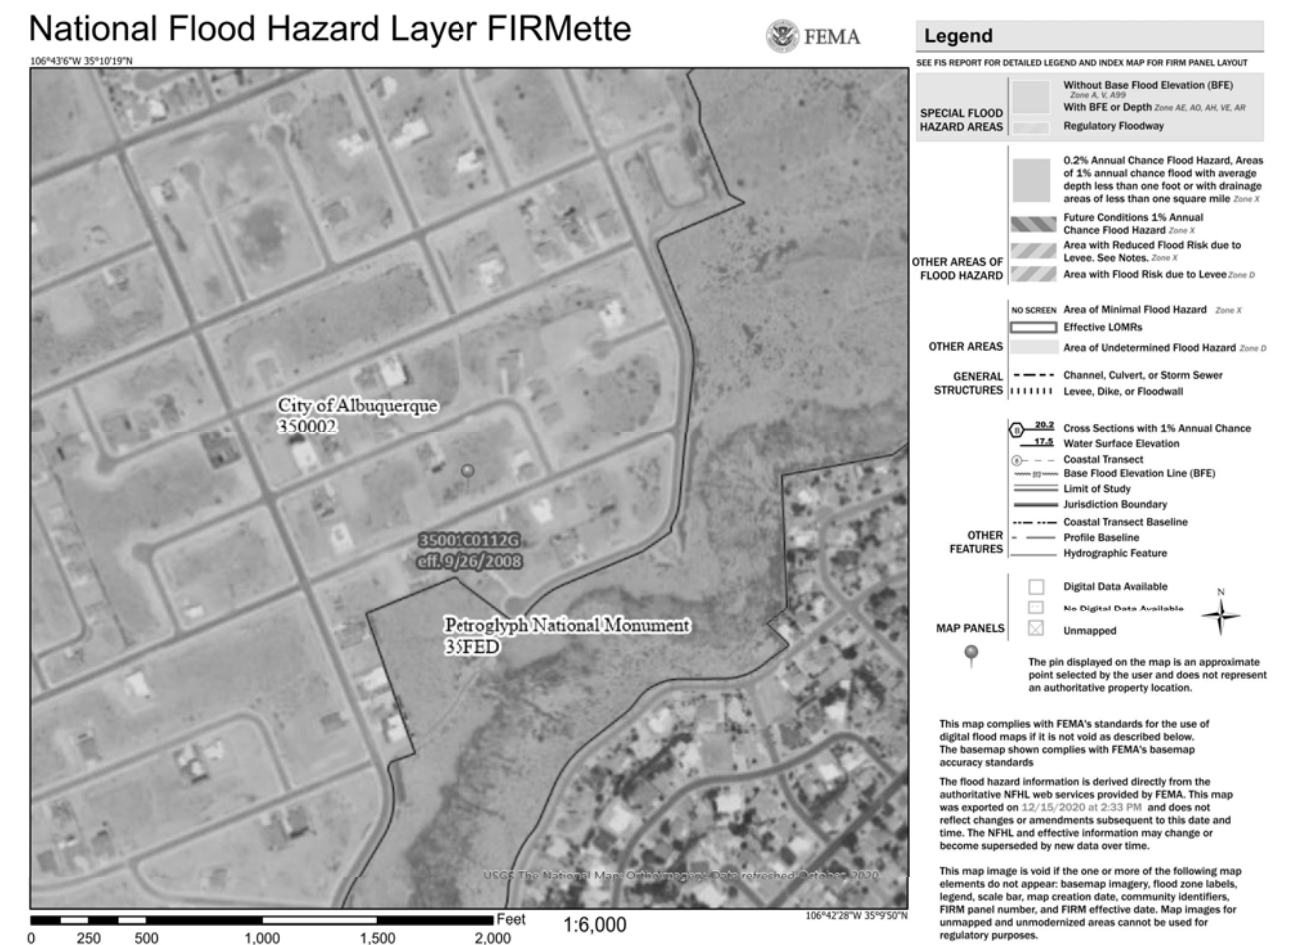 National Flood Hazard Layer FIRMette
FEMA
106°43'6"W 35°10'19"N
City of Albuquerque
350002
35001C0112G
eff. 9/26/2008
Petroglyph National Monument
35FED
USGS The National Map: Orthoimagery. Data refreshed October, 2020
106°42'28"W 35°9'50"N
Feet
1:6,000
0 250 500 1,000 1,500 2,000
Legend
SEE FIS REPORT FOR DETAILED LEGEND AND INDEX MAP FOR FIRM PANEL LAYOUT
SPECIAL FLOOD
HAZARD AREAS
Without Base Flood Elevation (BFE)
Zone A, V, A99
With BFE or Depth Zone AE, AO, AH, VE, AR
Regulatory Floodway
OTHER AREAS OF
FLOOD HAZARD
0.2% Annual Chance Flood Hazard, Areas
of 1% annual chance flood with average
depth less than one foot or with drainage
areas of less than one square mile Zone X
Future Conditions 1% Annual
Chance Flood Hazard Zone X
Area with Reduced Flood Risk due to
Levee. See Notes. Zone X
Area with Flood Risk due to Levee Zone D
OTHER AREAS
NO SCREEN Area of Minimal Flood Hazard Zone X
Effective LOMRs
Area of Undetermined Flood Hazard Zone D
GENERAL
STRUCTURES
Channel, Culvert, or Storm Sewer
Levee, Dike, or Floodwall
OTHER
FEATURES
B 20.2 Cross Sections with 1% Annual Chance
17.5 Water Surface Elevation
Coastal Transect
Base Flood Elevation Line (BFE)
Limit of Study
Jurisdiction Boundary
Coastal Transect Baseline
Profile Baseline
Hydrographic Feature
MAP PANELS
Digital Data Available
No Digital Data Available
Unmapped
N
The pin displayed on the map is an approximate
point selected by the user and does not represent
an authoritative property location.
This map complies with FEMA's standards for the use of
digital flood maps if it is not void as described below.
The basemap shown complies with FEMA's basemap
accuracy standards
The flood hazard information is derived directly from the
authoritative NFHL web services provided by FEMA. This map
was exported on 12/15/2020 at 2:33 PM and does not
reflect changes or amendments subsequent to this date and
time. The NFHL and effective information may change or
become superseded by new data over time.
This map image is void if the one or more of the following map
elements do not appear: basemap imagery, flood zone labels,
legend, scale bar, map creation date, community identifiers,
FIRM panel number, and FIRM effective date. Map images for
unmapped and unmodernized areas cannot be used for
regulatory purposes.